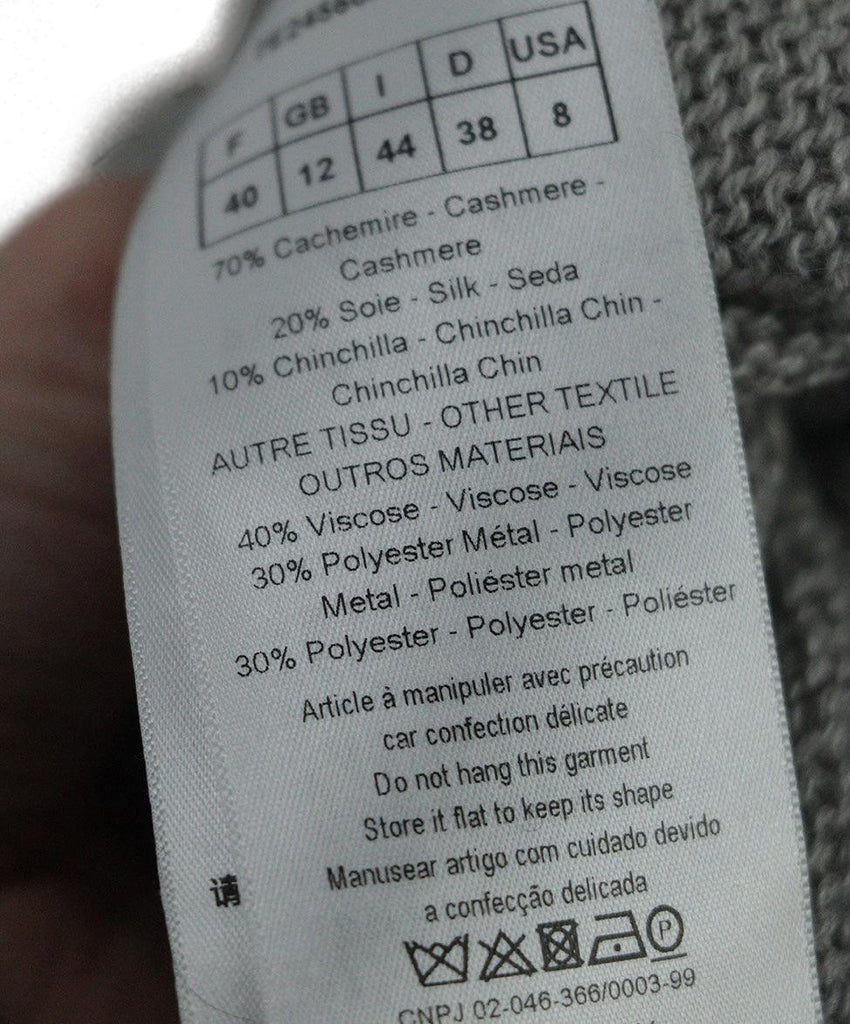 F GB I D USA
40 12 44 38 8
70% Cachemire - Cashmere -
Cashmere
20% Soie - Silk - Seda
10% Chinchilla - Chinchilla Chin -
Chinchilla Chin
AUTRE TISSU - OTHER TEXTILE
OUTROS MATERIAIS
40% Viscose - Viscose - Viscose
30% Polyester Métal - Polyester
Metal - Poliéster metal
30% Polyester - Polyester - Poliéster
Article à manipuler avec précaution
car confection délicate
Do not hang this garment
Store it flat to keep its shape
Manusear artigo com cuidado devido
a confecção delicada
请
P
CNPJ 02-046-366/0003-99